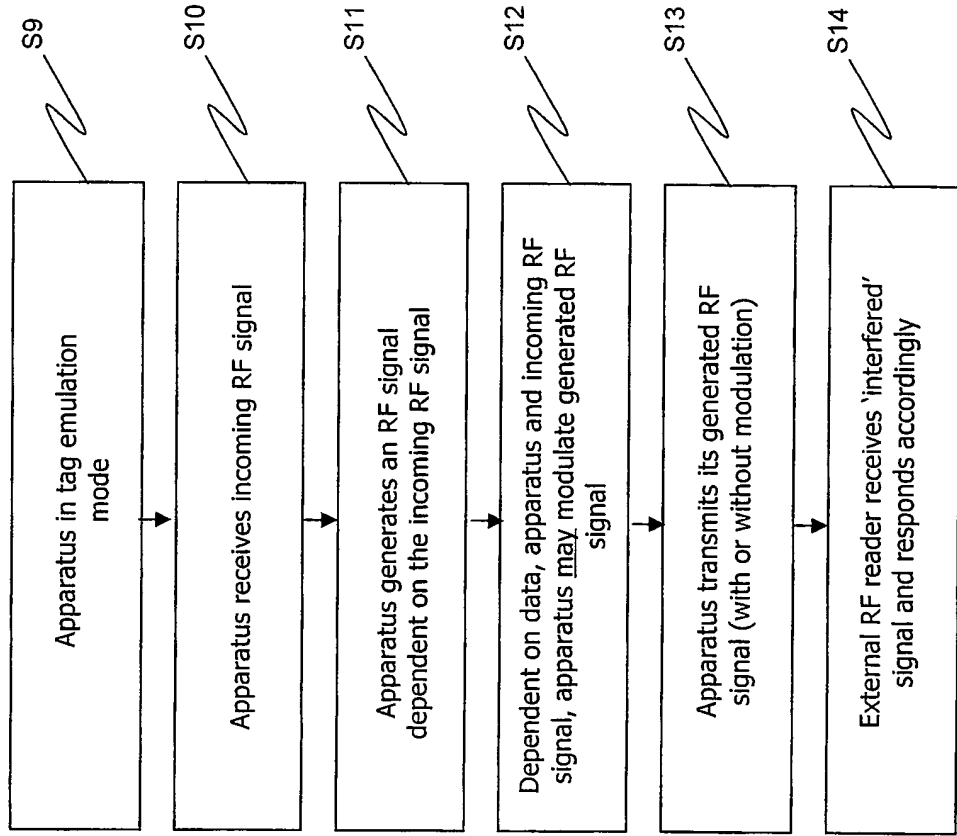 Apparatus in tag emulation
mode
S9
Apparatus receives incoming RF signal
S10
Apparatus generates an RF signal
dependent on the incoming RF signal
S11
Dependent on data, apparatus and incoming RF
signal, apparatus may modulate generated RF
signal
S12
Apparatus transmits its generated RF
signal (with or without modulation)
S13
External RF reader receives ‘interfered’
signal and responds accordingly
S14